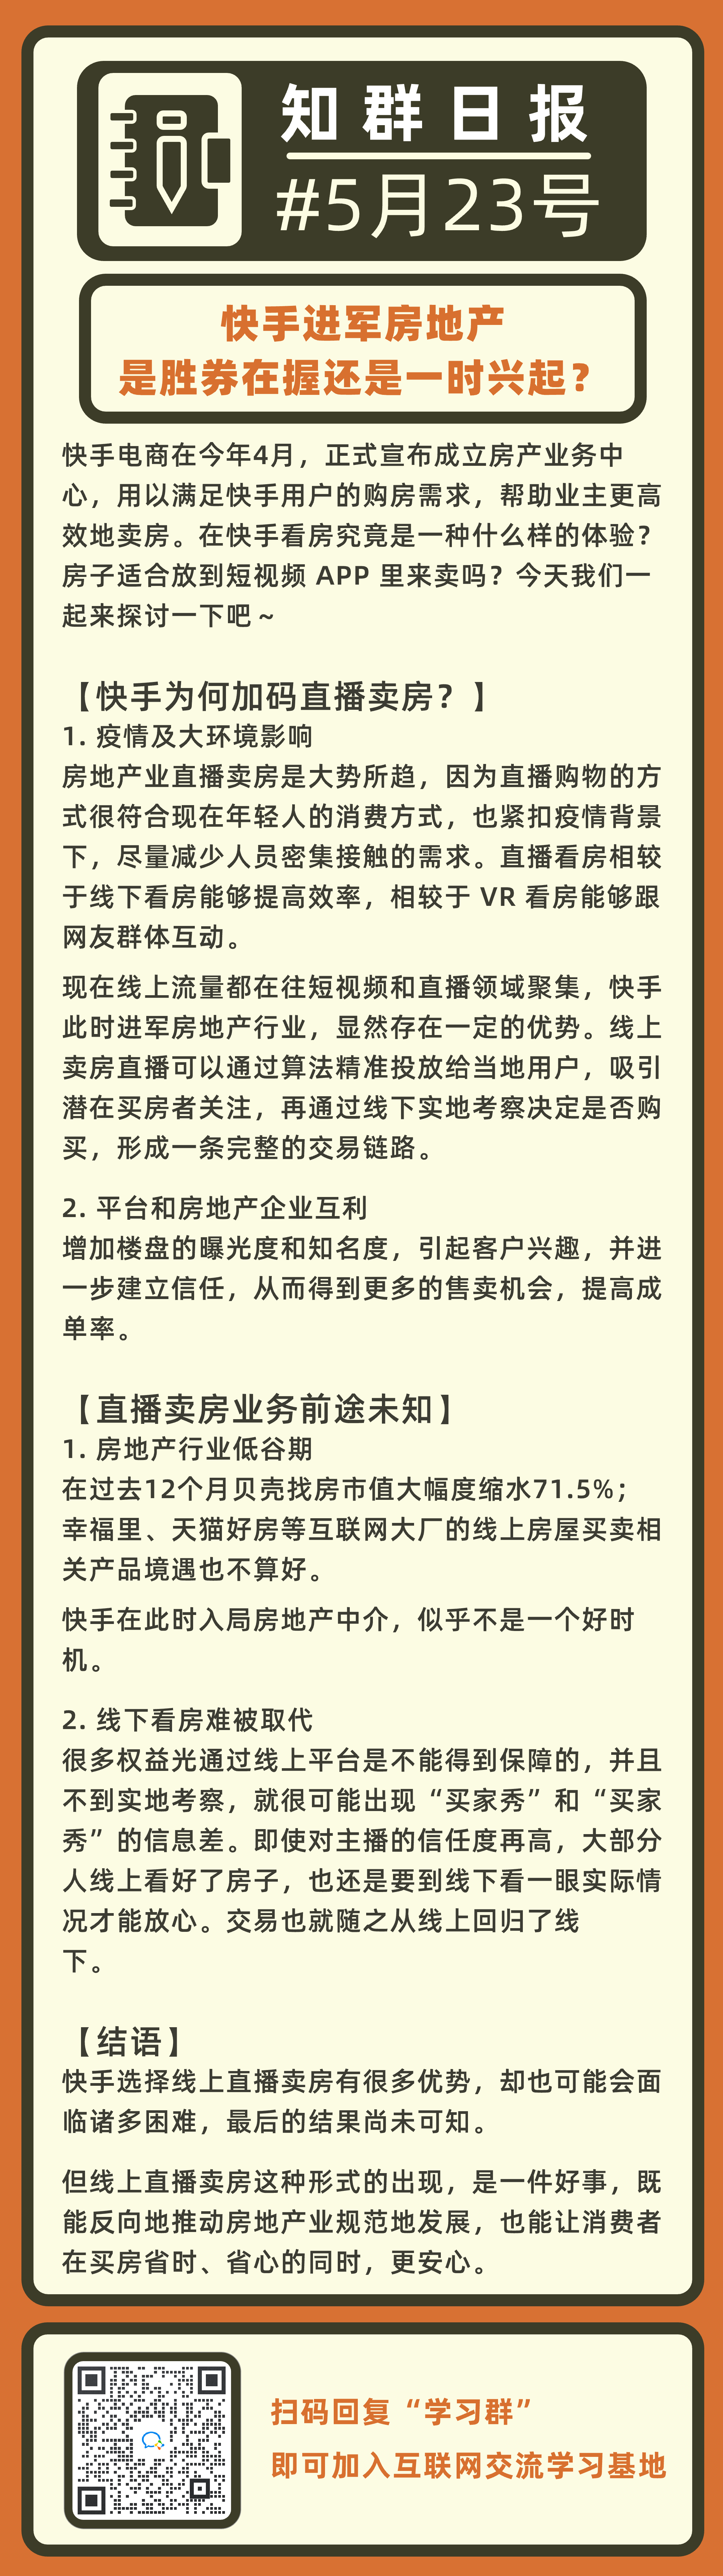 知群日报
#5月23号
快手进军房地产
是胜券在握还是一时兴起？
快手电商在今年4月，正式宣布成立房产业务中
心，用以满足快手用户的购房需求，帮助业主更高
效地卖房。在快手看房究竟是一种什么样的体验？
房子适合放到短视频 APP 里来卖吗？今天我们一
起来探讨一下吧～
【快手为何加码直播卖房？】
1. 疫情及大环境影响
房地产业直播卖房是大势所趋，因为直播购物的方
式很符合现在年轻人的消费方式，也紧扣疫情背景
下，尽量减少人员密集接触的需求。直播看房相较
于线下看房能够提高效率，相较于 VR 看房能够跟
网友群体互动。
现在线上流量都在往短视频和直播领域聚集，快手
此时进军房地产行业，显然存在一定的优势。线上
卖房直播可以通过算法精准投放给当地用户，吸引
潜在买房者关注，再通过线下实地考察决定是否购
买，形成一条完整的交易链路。
2. 平台和房地产企业互利
增加楼盘的曝光度和知名度，引起客户兴趣，并进
一步建立信任，从而得到更多的售卖机会，提高成
单率。
【直播卖房业务前途未知】
1. 房地产行业低谷期
在过去12个月贝壳找房市值大幅度缩水71.5%；
幸福里、天猫好房等互联网大厂的线上房屋买卖相
关产品境遇也不算好。
快手在此时入局房地产中介，似乎不是一个好时
机。
2. 线下看房难被取代
很多权益光通过线上平台是不能得到保障的，并且
不到实地考察，就很可能出现“买家秀”和“买家
秀”的信息差。即使对主播的信任度再高，大部分
人线上看好了房子，也还是要到线下看一眼实际情
况才能放心。交易也就随之从线上回归了线
下。
【结语】
快手选择线上直播卖房有很多优势，却也可能会面
临诸多困难，最后的结果尚未可知。
但线上直播卖房这种形式的出现，是一件好事，既
能反向地推动房地产业规范地发展，也能让消费者
在买房省时、省心的同时，更安心。
扫码回复“学习群”
即可加入互联网交流学习基地